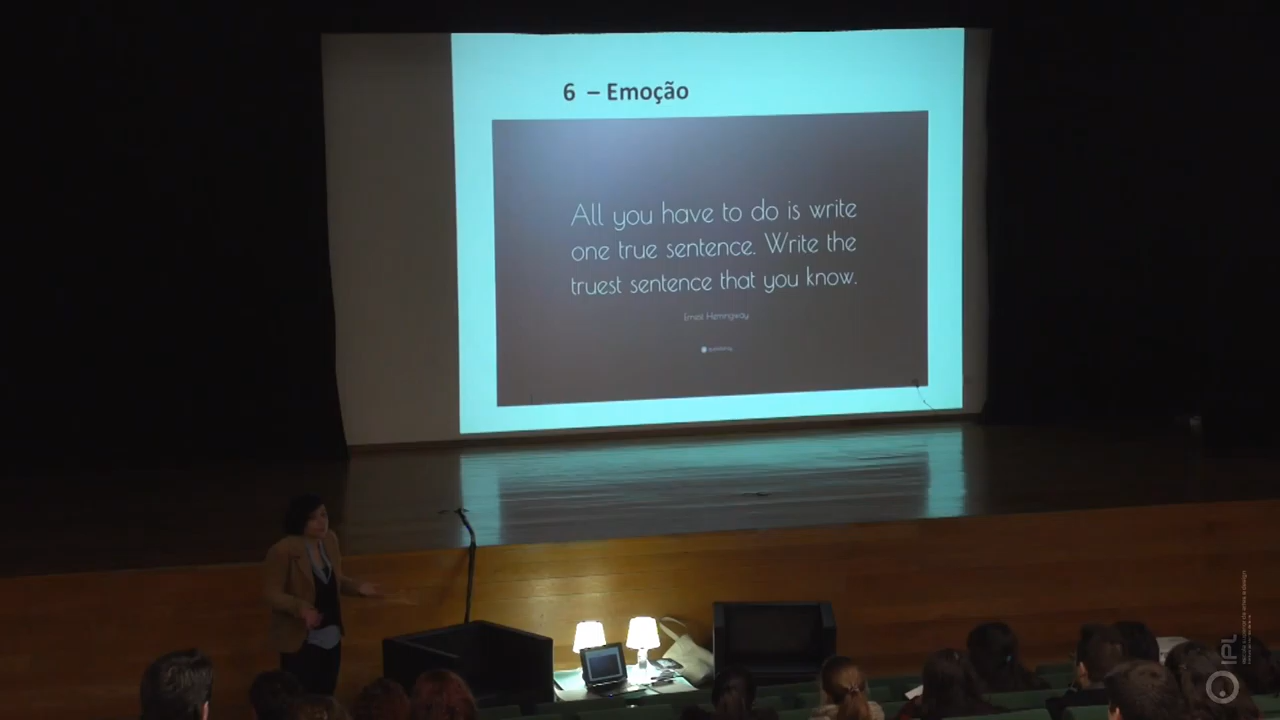 6 – Emoção
All you have to do is write
one true sentence. Write the
truest sentence that you know.
Hemingway
IPL